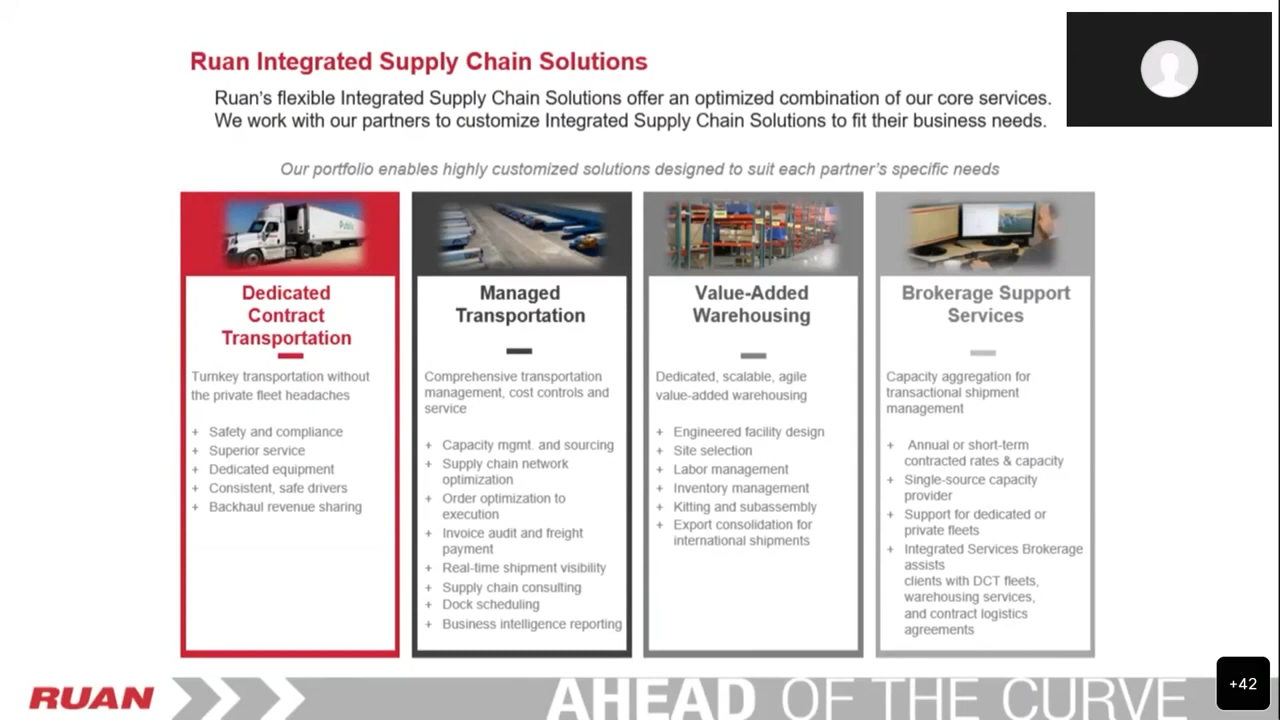 Ruan Integrated Supply Chain Solutions
Ruan's flexible Integrated Supply Chain Solutions offer an optimized combination of our core services.
We work with our partners to customize Integrated Supply Chain Solutions to fit their business needs.
Our portfolio enables highly customized solutions designed to suit each partner's specific needs
Dedicated
Contract
Transportation
Turnkey transportation without
the private fleet headaches
+ Safety and compliance
+ Superior service
+ Dedicated equipment
+ Consistent, safe drivers
+ Backhaul revenue sharing
Managed
Transportation
Comprehensive transportation
management, cost controls and
service
+ Capacity mgmt. and sourcing
+ Supply chain network
optimization
+ Order optimization to
execution
+ Invoice audit and freight
payment
+ Real-time shipment visibility
+ Supply chain consulting
+ Dock scheduling
+ Business intelligence reporting
Value-Added
Warehousing
Dedicated, scalable, agile
value-added warehousing
+ Engineered facility design
+ Site selection
+ Labor management
+ Inventory management
+ Kitting and subassembly
+ Export consolidation for
international shipments
Brokerage Support
Services
Capacity aggregation for
transactional shipment
management
+ Annual or short-term
contracted rates & capacity
+ Single-source capacity
provider
+ Support for dedicated or
private fleets
+ Integrated Services Brokerage
assists
clients with DCT fleets,
warehousing services,
and contract logistics
agreements
RUAN
AHEAD OF THE CURVE
+42